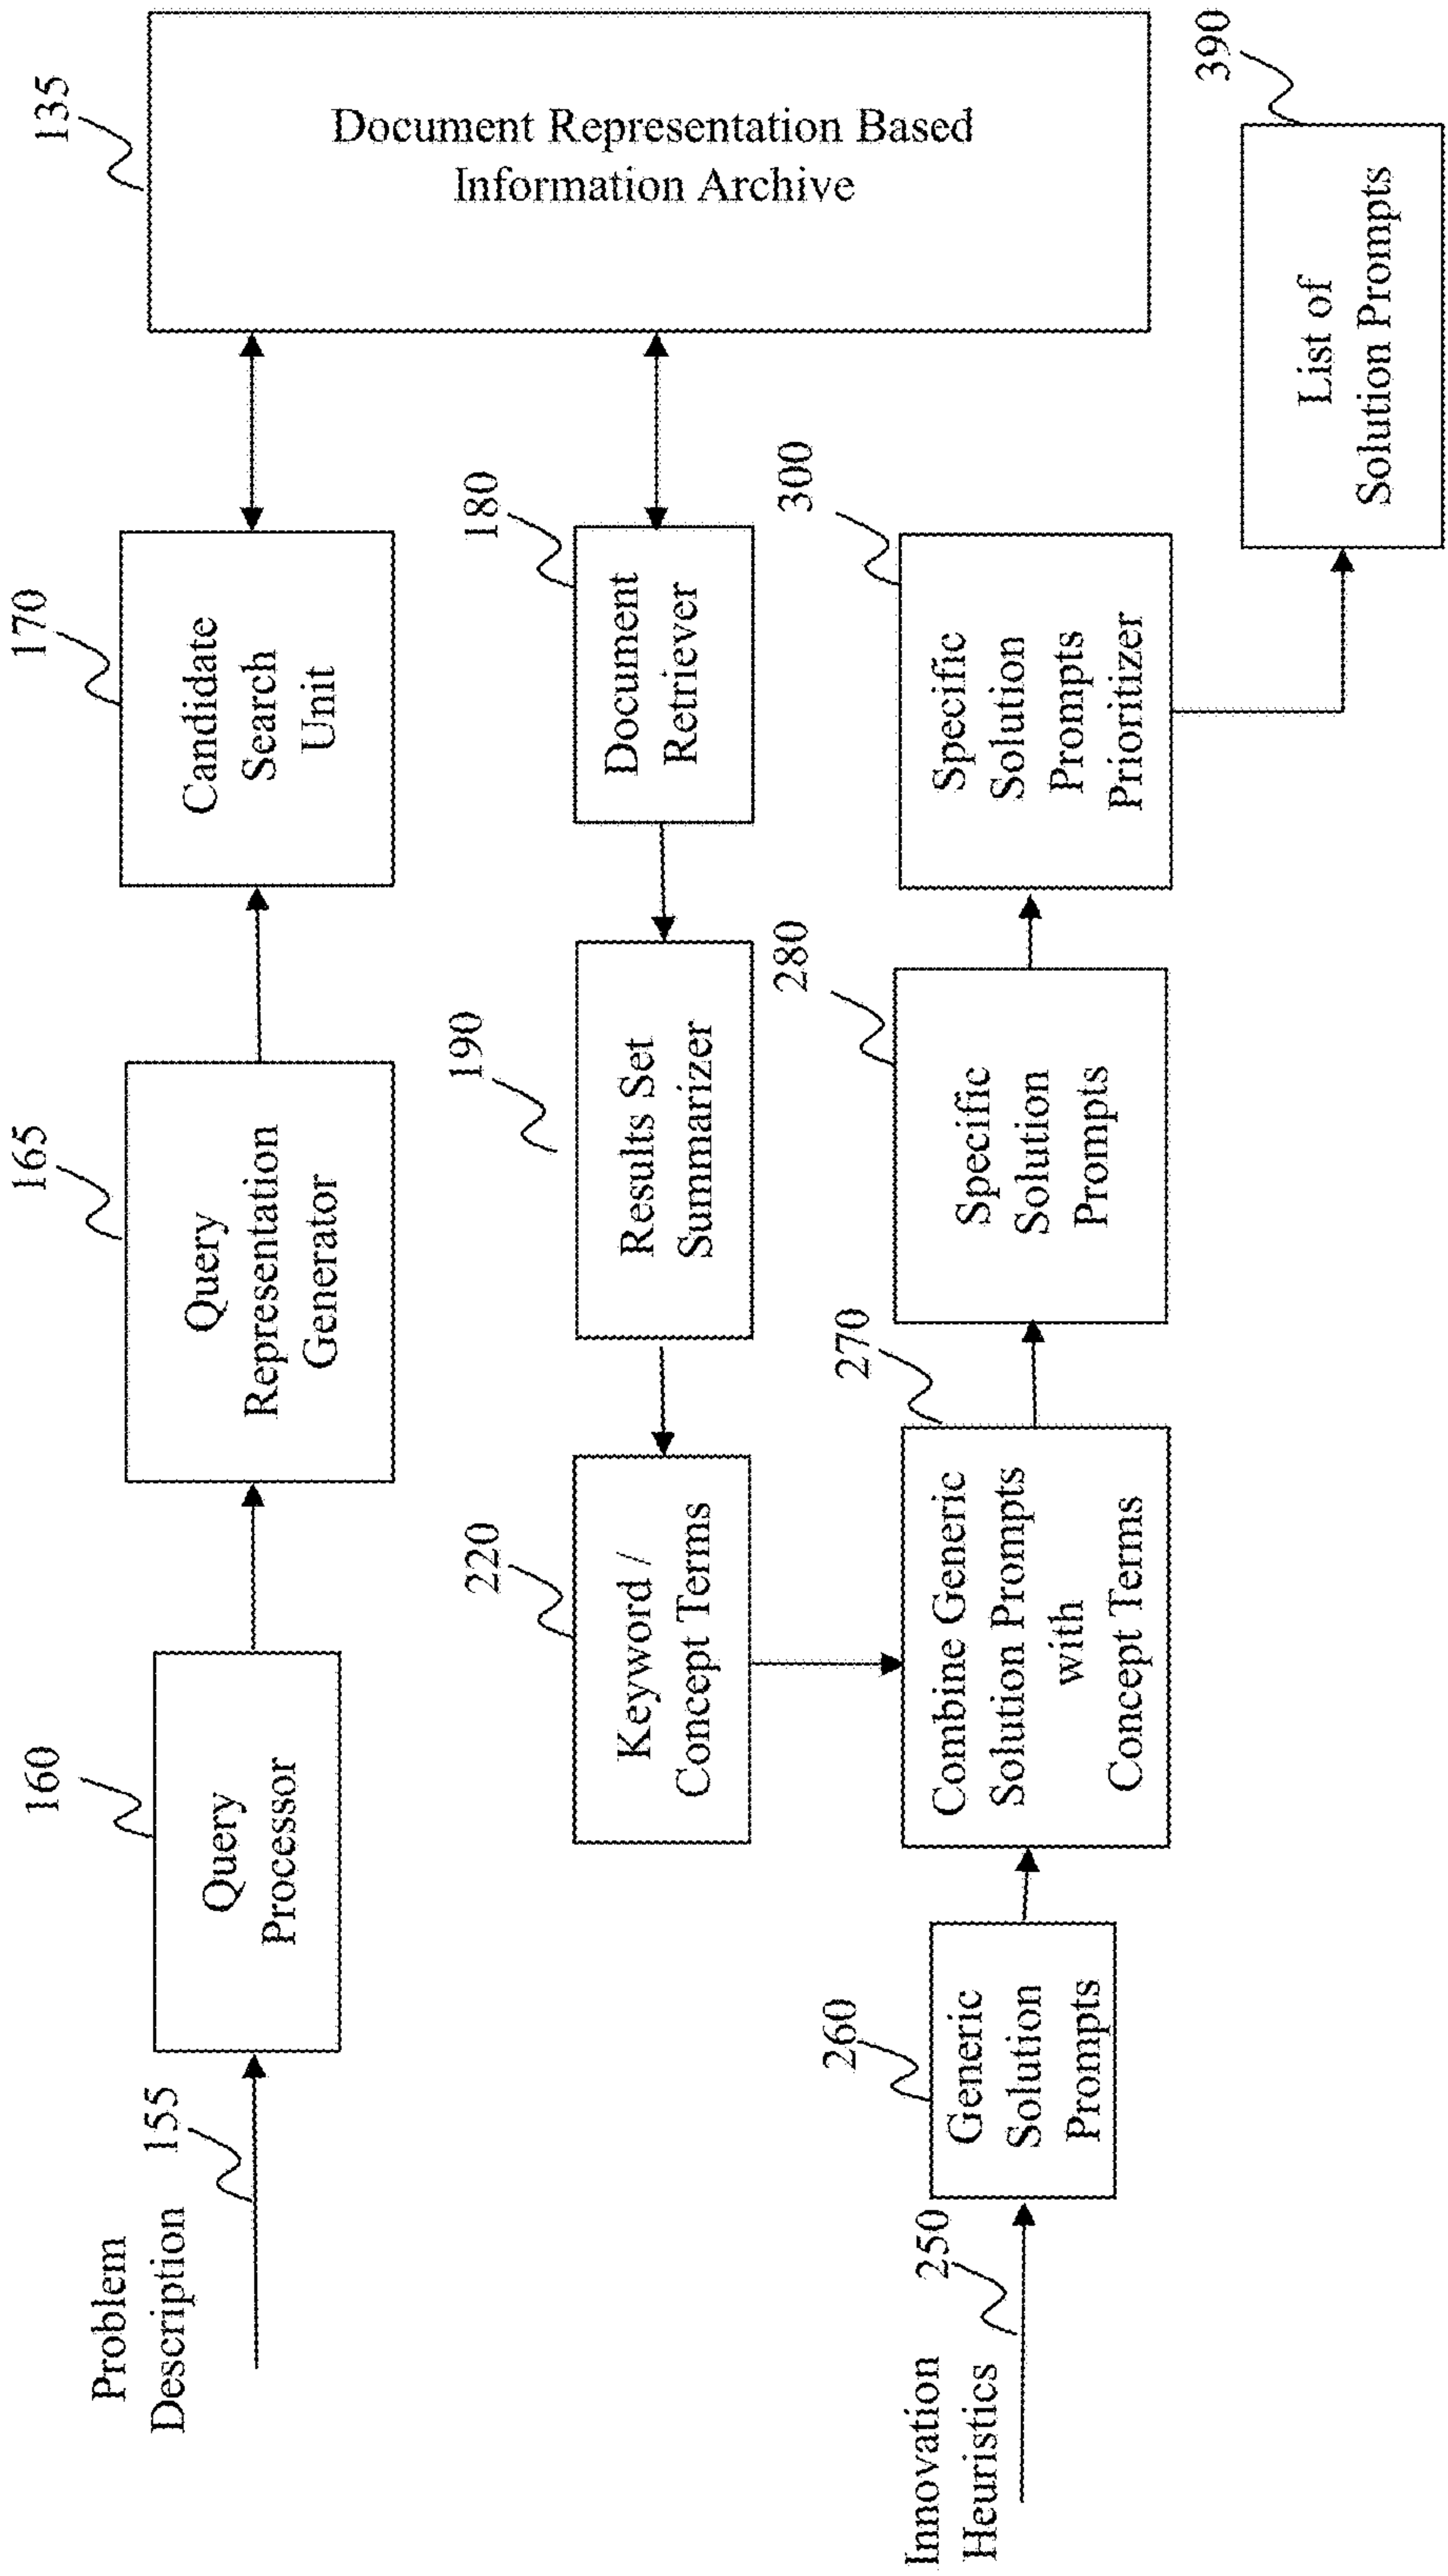 Problem
Description
155
160
Query
Processor
165
Query
Representation
Generator
170
Candidate
Search
Unit
135
Document Representation Based
Information Archive
180
Document
Retriever
190
Results Set
Summarizer
220
Keyword /
Concept Terms
Innovation
Heuristics
250
260
Generic
Solution
Prompts
270
Combine Generic
Solution Prompts
with
Concept Terms
280
Specific
Solution
Prompts
300
Specific
Solution
Prompts
Prioritizer
390
List of
Solution Prompts